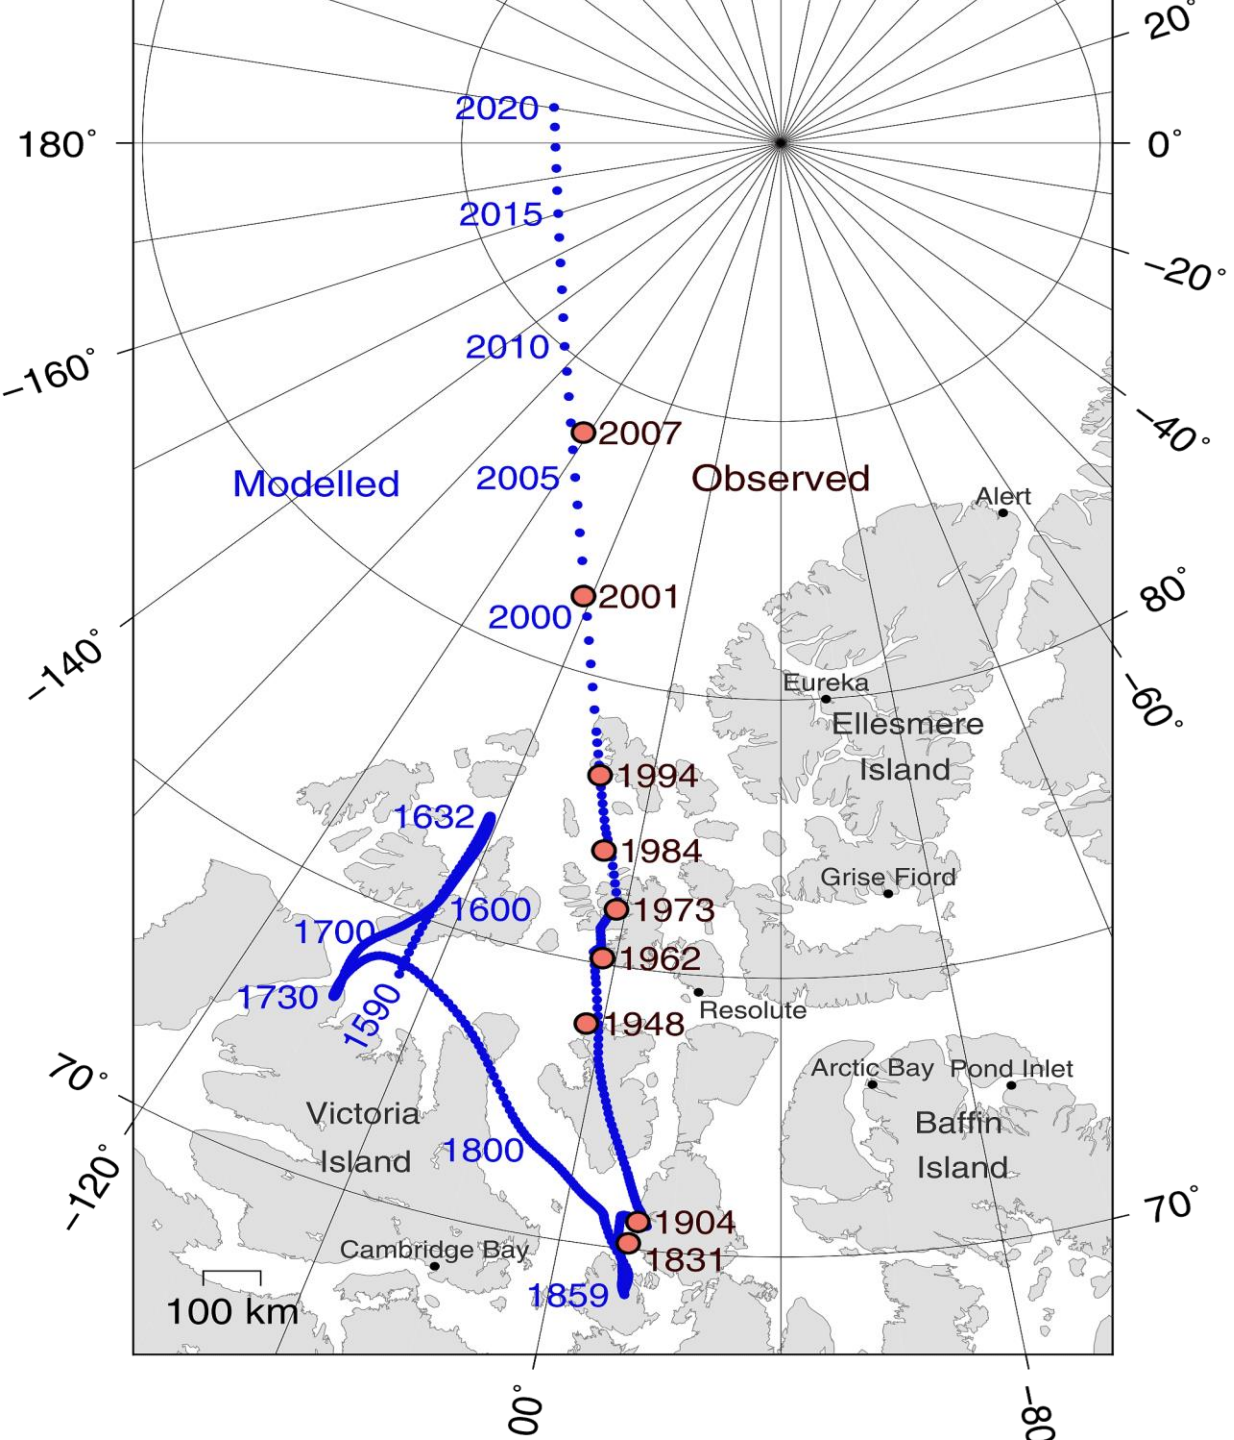 20°
2020
180°
0°
2015
−20°
2010
−160°
−40°
2007
Modelled
2005
Observed
Alert
2001
2000
80°
−140°
Eureka
−60°
Ellesmere
Island
1994
1632
1984
Grise Fiord
1600
1973
1700
1962
1730
1590
Resolute
1948
70°
Arctic Bay
Pond Inlet
Victoria
Island
Baffin
Island
1800
−120°
70°
1904
Cambridge Bay
1831
1859
100 km
00°
−80